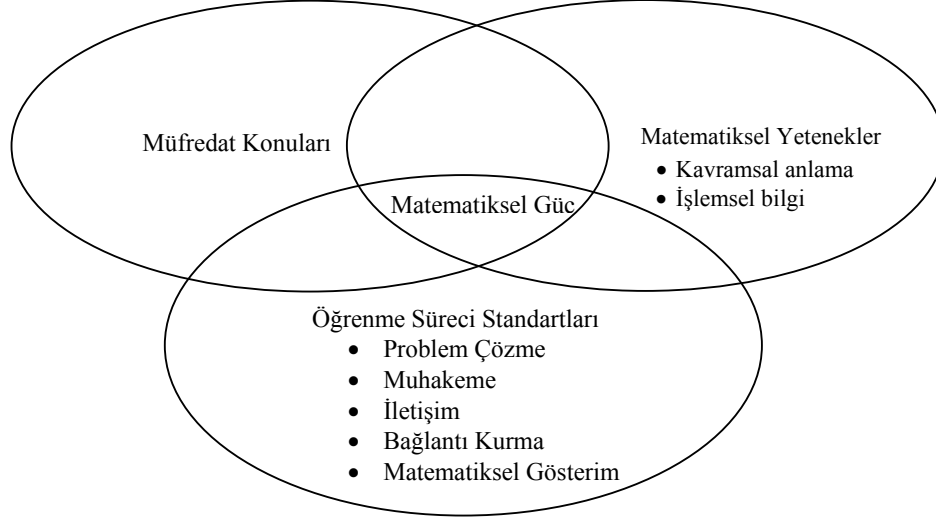 Müfredat Konuları
Matematiksel Yetenekler
• Kavramsal anlama
• İşlemsel bilgi
Matematiksel Güç
Öğrenme Süreci Standartları
• Problem Çözme
• Muhakeme
• İletişim
• Bağlantı Kurma
• Matematiksel Gösterim